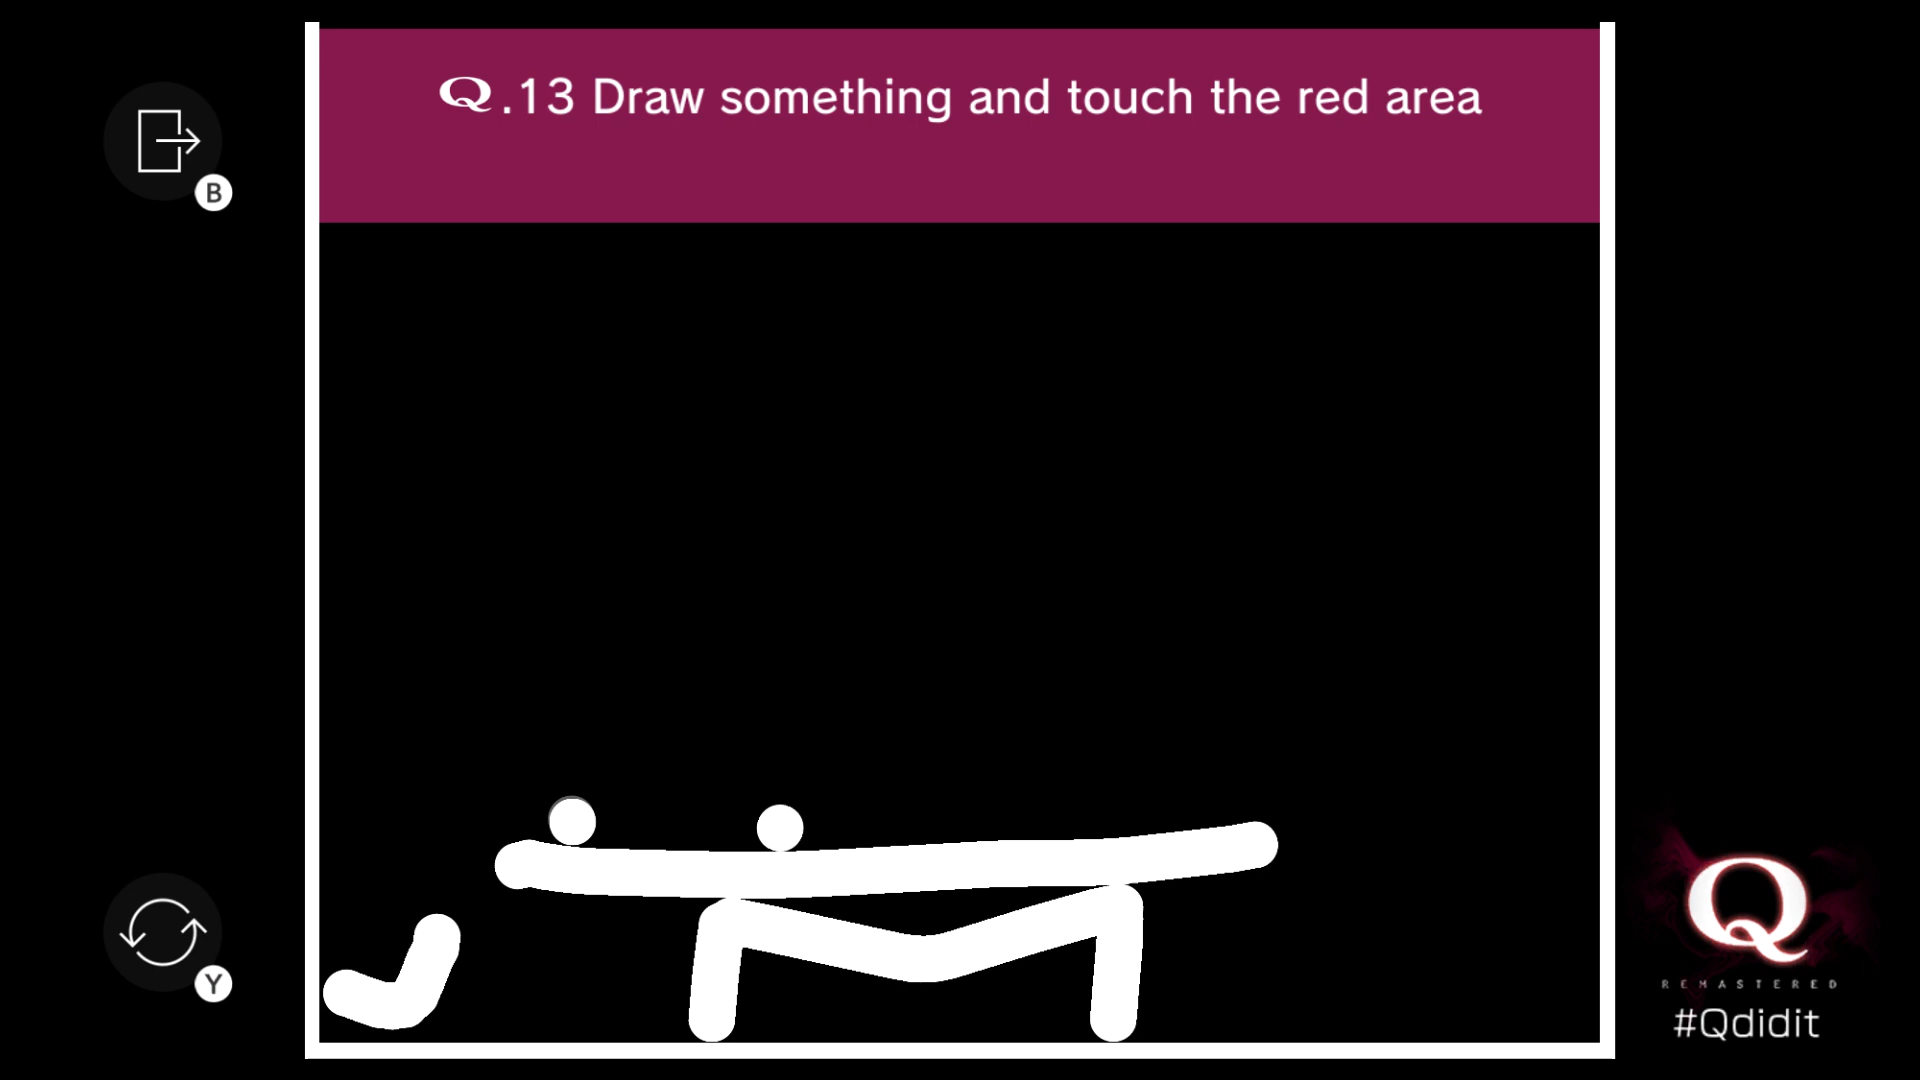 Q.13 Draw something and touch the red area
B
Y
Q
REMASTERED
#Qdidit